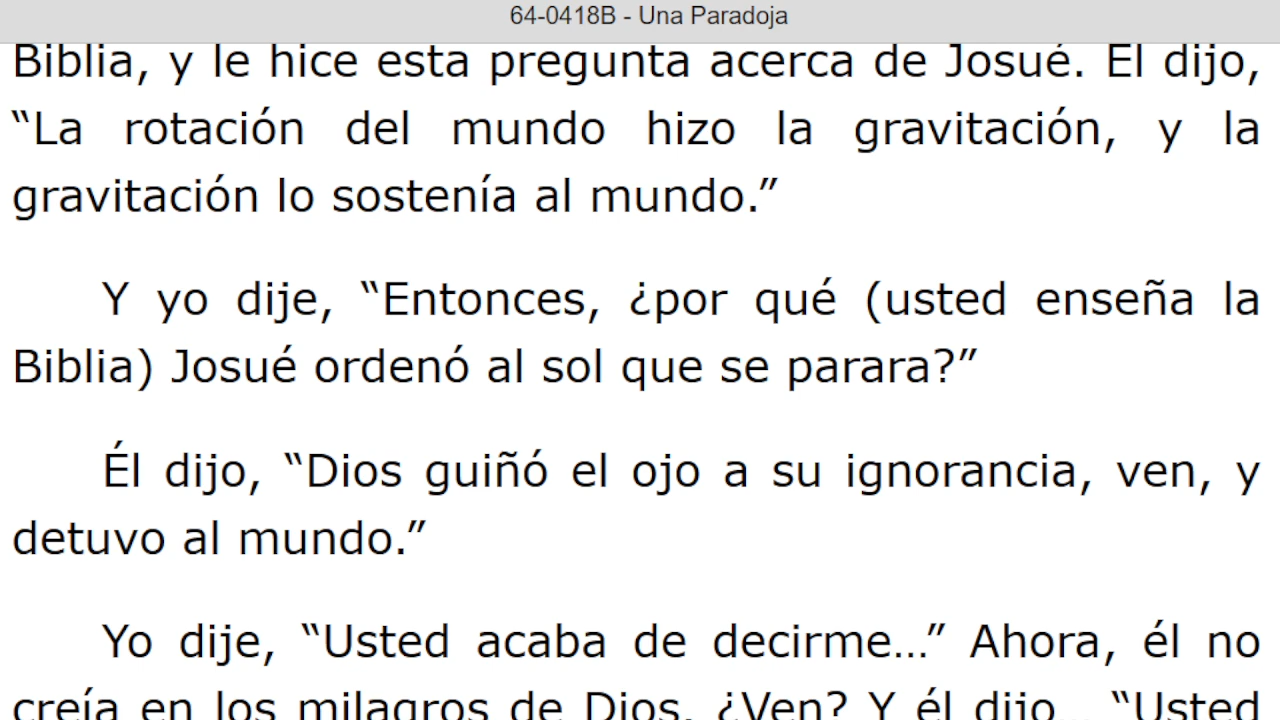 64-0418B - Una Paradoja
Biblia, y le hice esta pregunta acerca de Josué. Él dijo,
“La rotación del mundo hizo la gravitación, y la
gravitación lo sostenía al mundo.”
Y yo dije, “Entonces, ¿por qué (usted enseña la
Biblia) Josué ordenó al sol que se parara?”
Él dijo, “Dios guiñó el ojo a su ignorancia, ven, y
detuvo al mundo.”
Yo dije, “Usted acaba de decirme…” Ahora, él no
creía en los milagros de Dios. ¿Ven? Y él dijo… “Usted